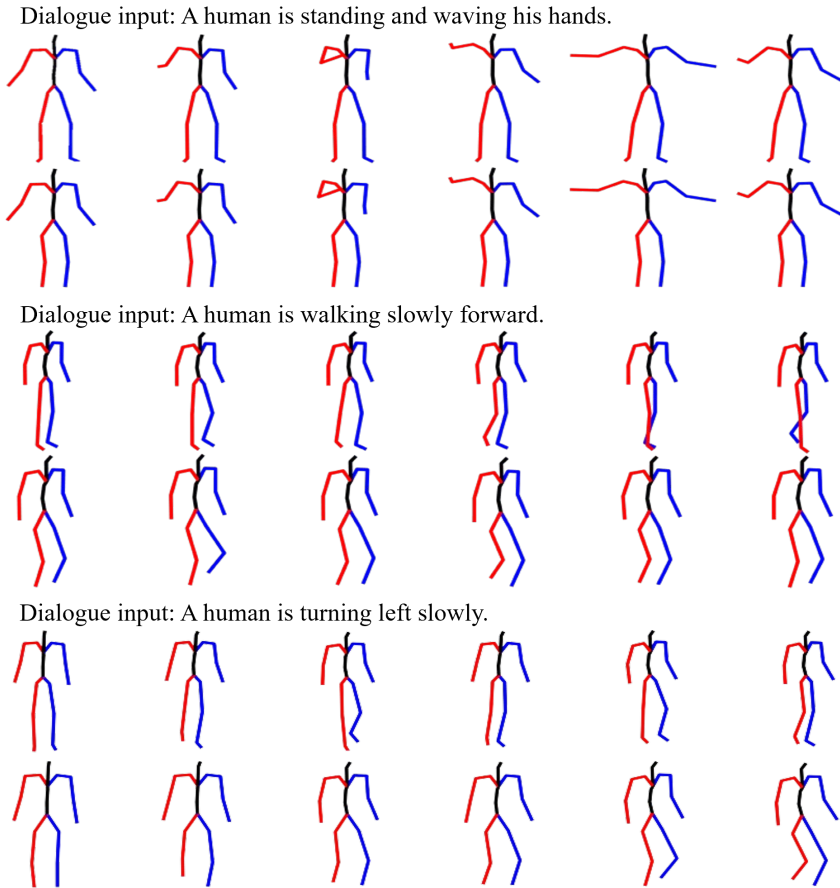 Dialogue input: A human is standing and waving his hands.
Dialogue input: A human is walking slowly forward.
Dialogue input: A human is turning left slowly.